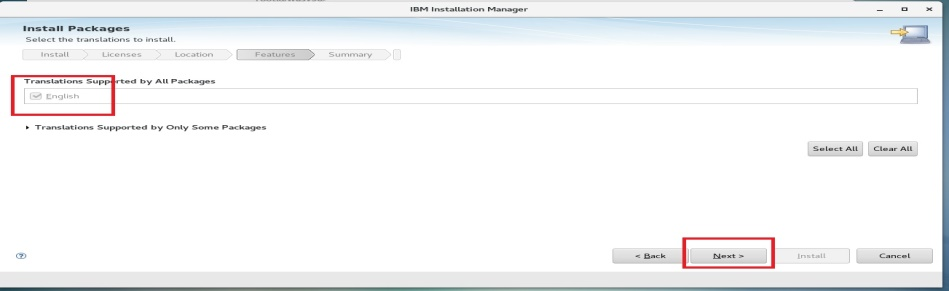 IBM Installation Manager
Install Packages
Select the translations to install.
Install Licenses Location Features Summary
Translations Supported by All Packages
English
Translations Supported by Only Some Packages
Select All Clear All
? < Back Next > Install Cancel